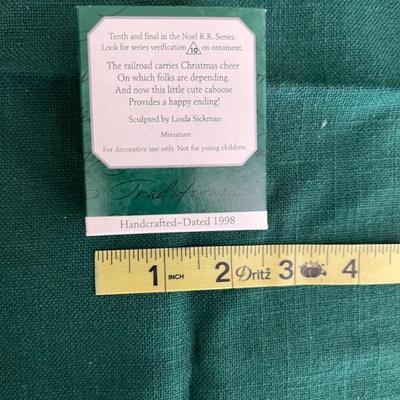 Tenth and final in the Noel R.R. Series.
Look for series verification 10 on ornament.
The railroad carries Christmas cheer
On which folks are depending.
And now this little cute caboose
Provides a happy ending!
Sculpted by Linda Sickman
Miniature
For decorative use only. Not for young children.
Handcrafted–Dated 1998
1 INCH 2 Dritz 3 4